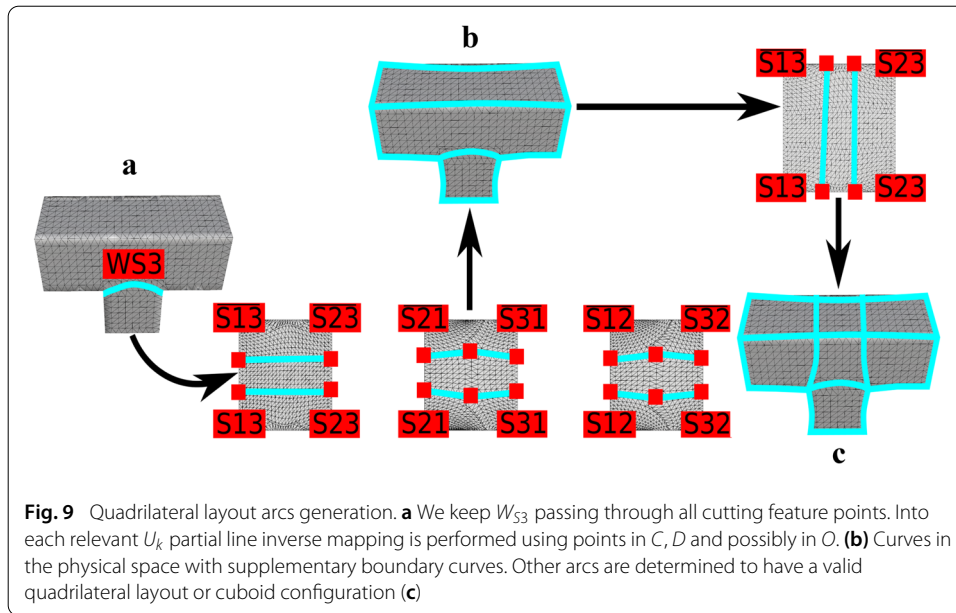 b
S13 S23
a
S13 S23
WS3
S13 S23 S21 S31 S12 S32
S13 S23 S21 S31 S12 S32
c
Fig. 9 Quadrilateral layout arcs generation. a We keep W_S3 passing through all cutting feature points. Into
each relevant U_k partial line inverse mapping is performed using points in C, D and possibly in O. (b) Curves in
the physical space with supplementary boundary curves. Other arcs are determined to have a valid
quadrilateral layout or cuboid configuration (c)